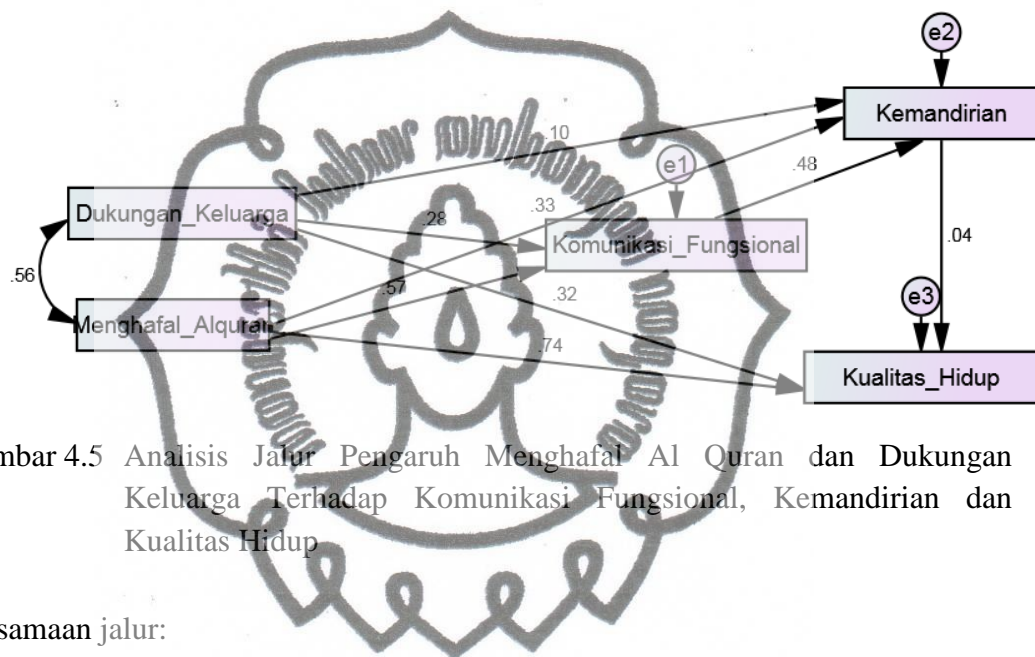 e2
Kemandirian
.10
e1
.48
Dukungan_Keluarga
.33
.28
Komunikasi_Fungsional
.04
.56
.57
.32
e3
Menghafal_Alquran
.74
Kualitas_Hidup
mbar 4.5 Analisis Jalur Pengaruh Menghafal Al Quran dan Dukungan
Keluarga Terhadap Komunikasi Fungsional, Kemandirian dan
Kualitas Hidup
samaan jalur: